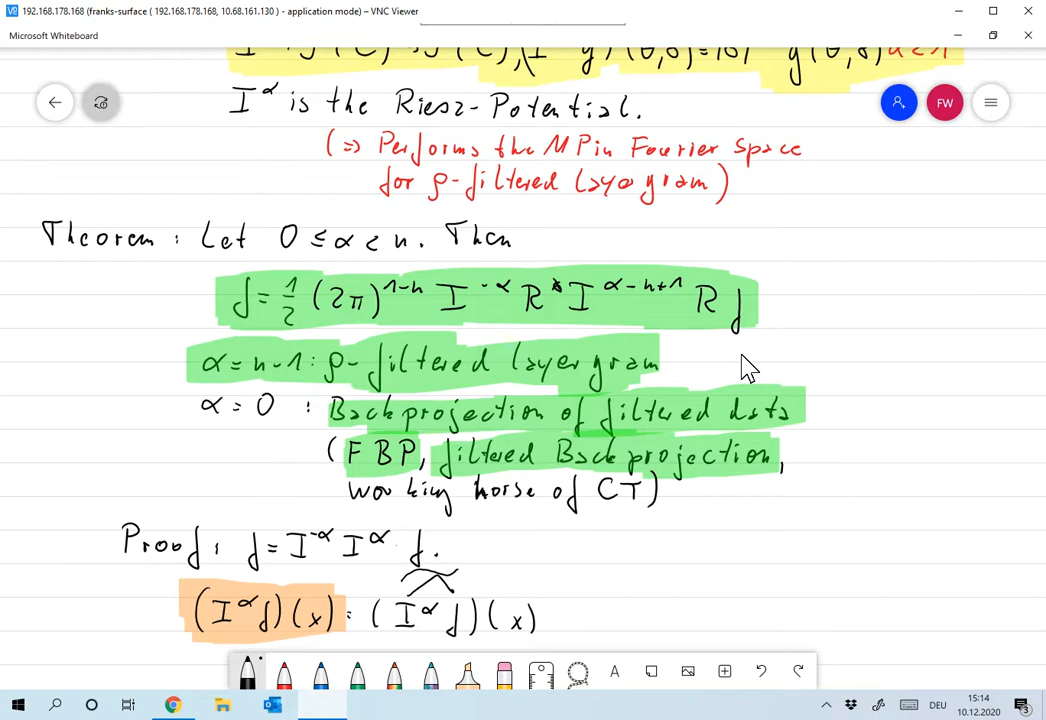 192.168.178.168 (franks-surface ( 192.168.178.168, 10.68.161.130) - application mode) - VNC Viewer
Microsoft Whiteboard
I^α is the Riesz-Potential.
(⇒ Performs the MP in Fourier Space
for ρ-filtered layergram)
FW
Theorem: Let 0 ≤ α < n. Then
f = 1/2 (2π)^{1-n} I^{-α} R* I^{α-n+1} R f
α = n-1: ρ-filtered layergram
α = 0 : Backprojection of filtered data
(FBP, filtered Backprojection,
working horse of CT)
Proof: f = I^{-α} I^α f.
(I^α f)(x) = (I^α f)(x)
A
DEU
15:14
10.12.2020
3